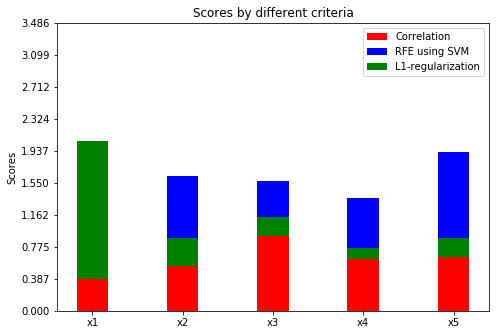 Scores by different criteria
Correlation
RFE using SVM
L1-regularization
Scores
3.486
3.099
2.712
2.324
1.937
1.550
1.162
0.775
0.387
0.000
x1 x2 x3 x4 x5